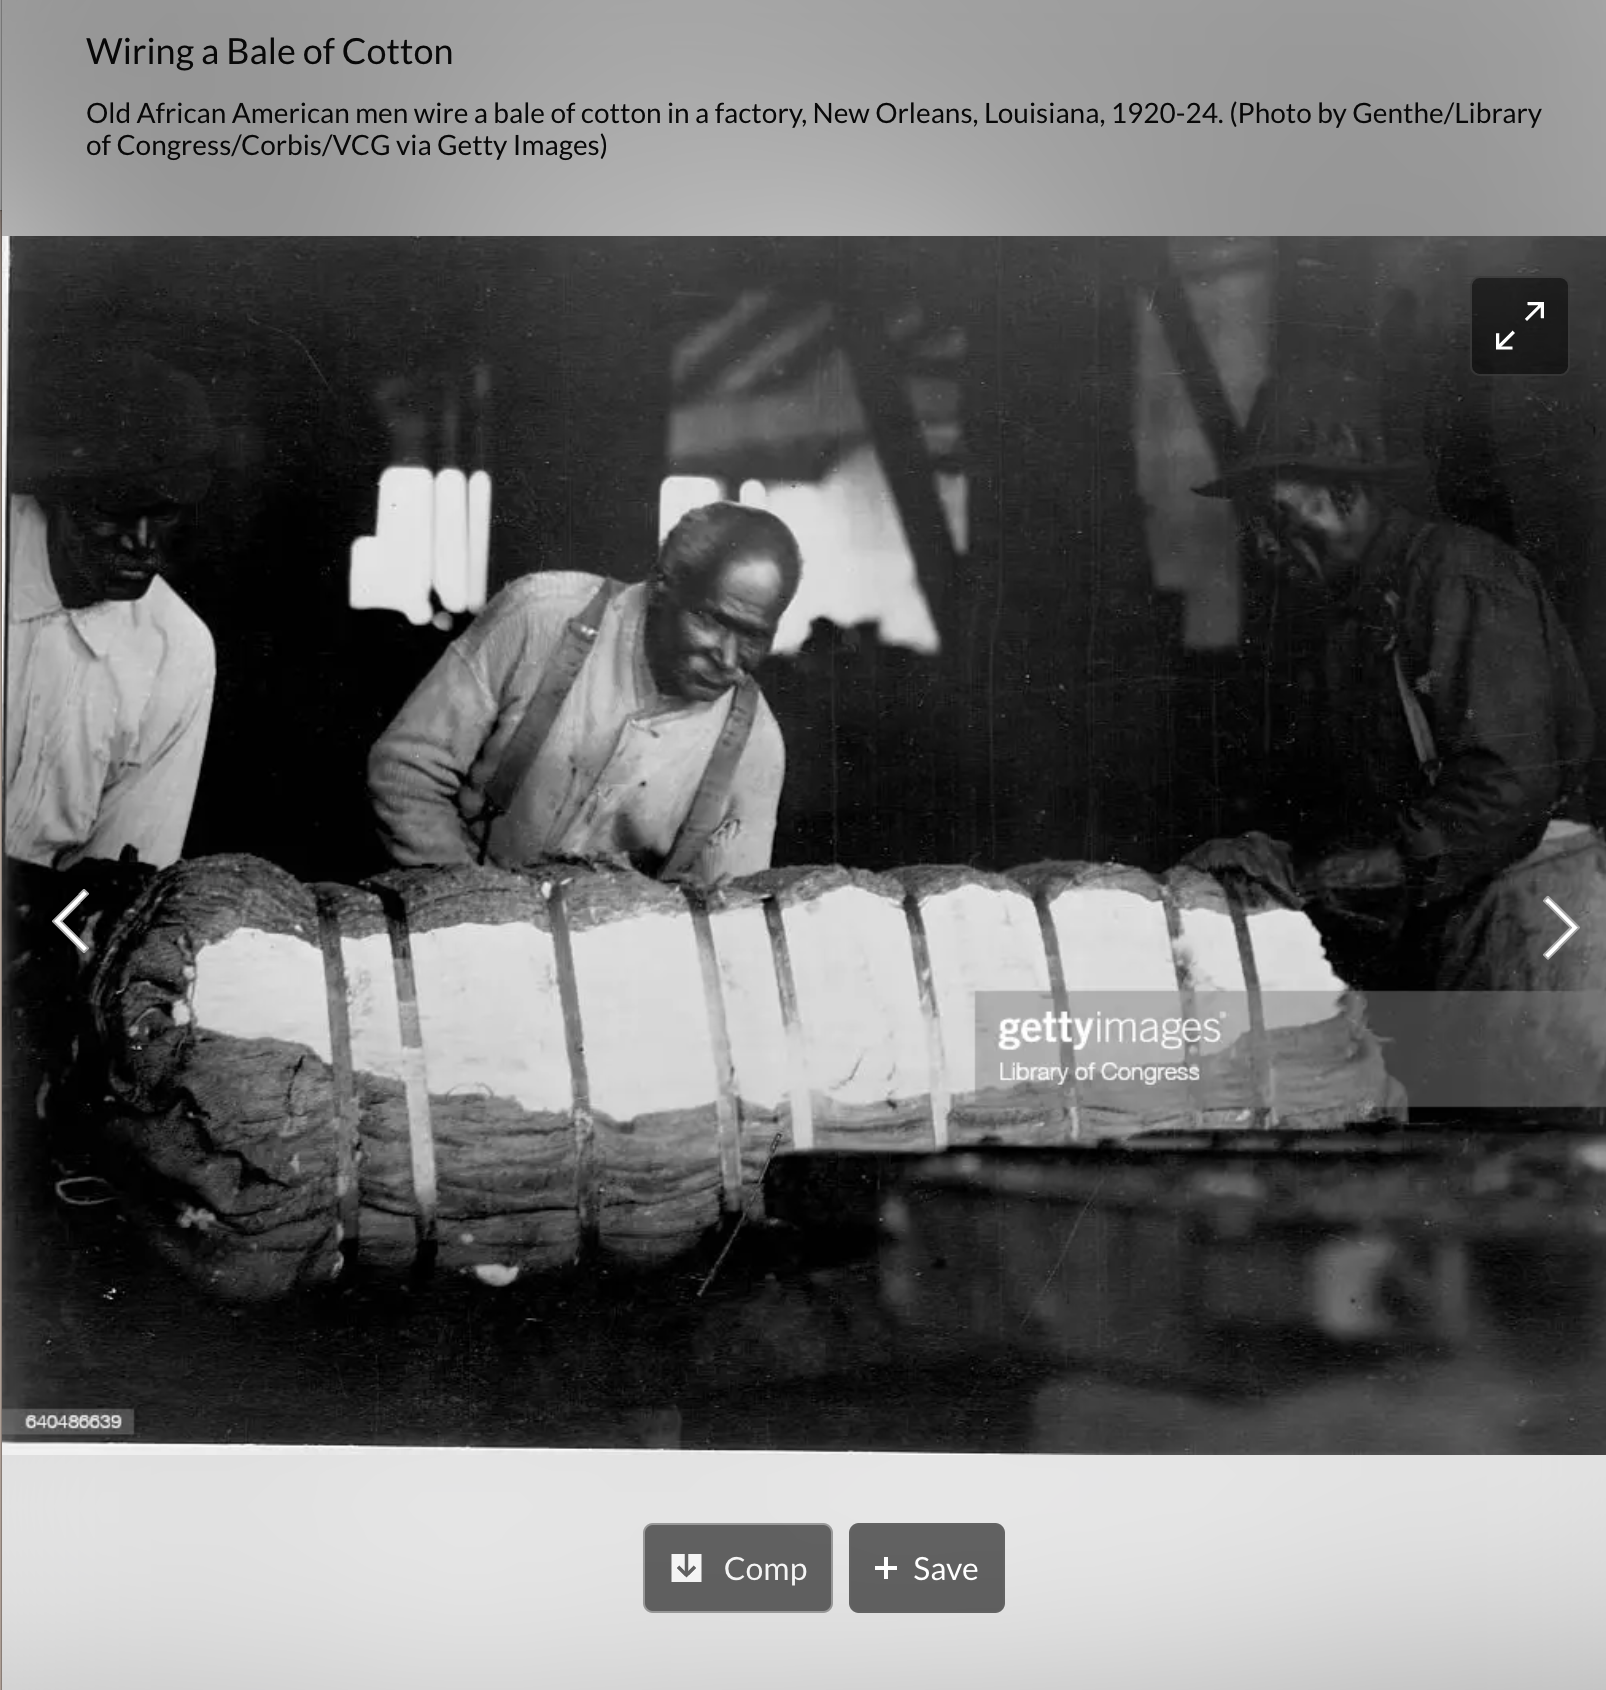 Wiring a Bale of Cotton
Old African American men wire a bale of cotton in a factory, New Orleans, Louisiana, 1920-24. (Photo by Genthe/Library
of Congress/Corbis/VCG via Getty Images)
gettyimages®
Library of Congress
640486639
Comp
+ Save